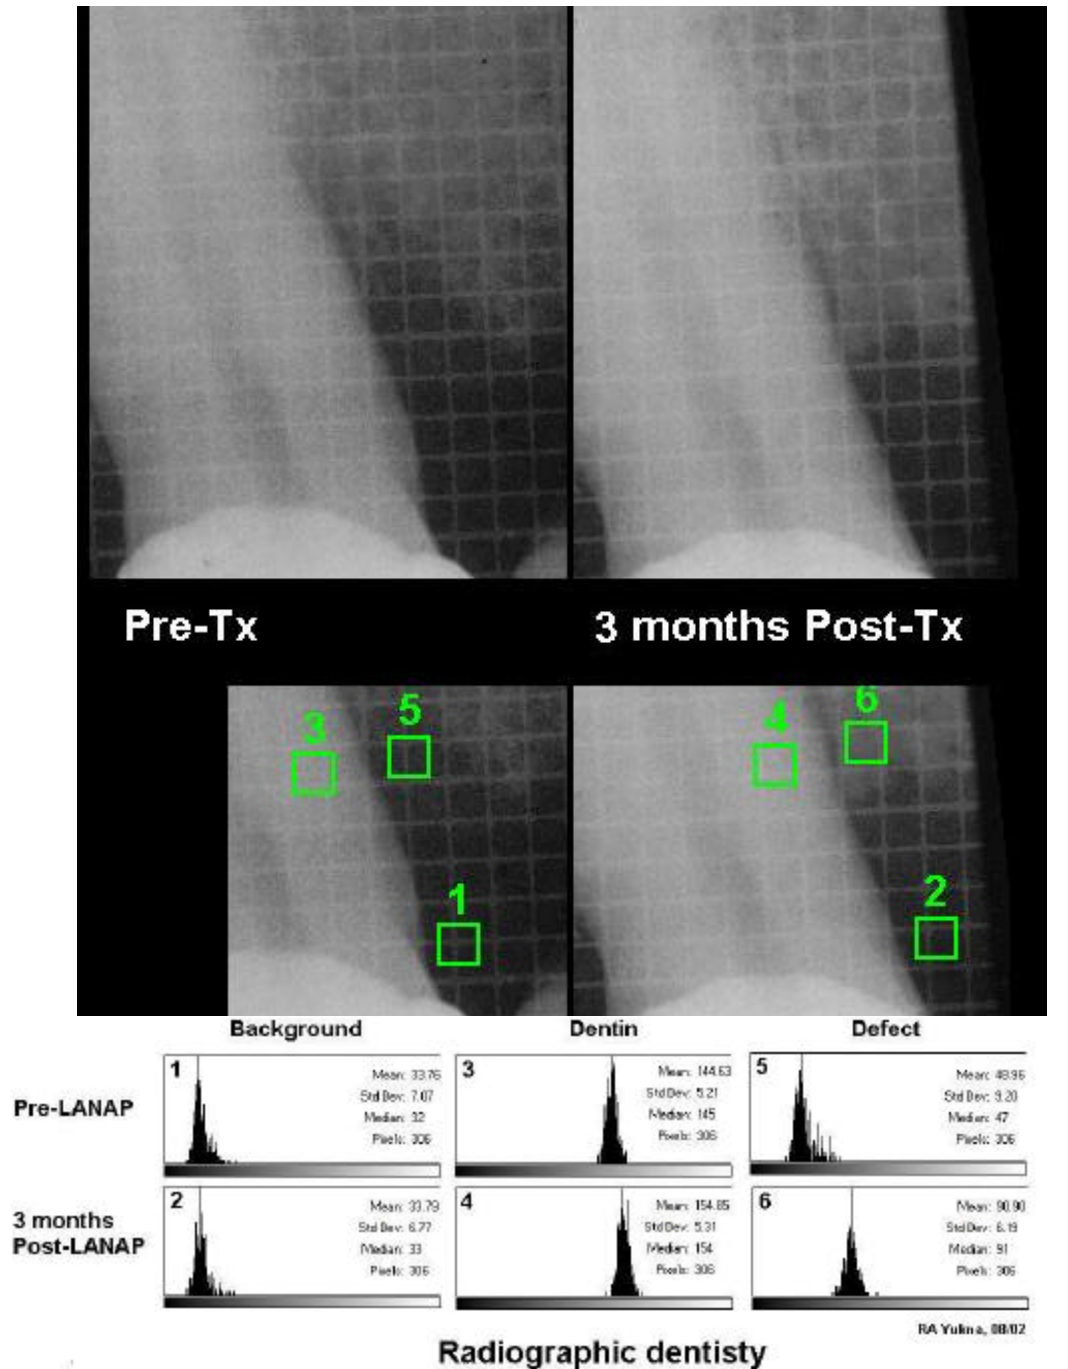 Pre-Tx
3 months Post-Tx
3
5
1
4
6
2
Background
Dentin
Defect
Pre-LANAP
1
Mean: 33.76
Std Dev: 7.07
Median: 32
Pixels: 306
3
Mean: 144.63
Std Dev: 5.21
Median: 145
Pixels: 306
5
Mean: 48.96
Std Dev: 9.20
Median: 47
Pixels: 306
3 months
Post-LANAP
2
Mean: 33.79
Std Dev: 6.77
Median: 33
Pixels: 306
4
Mean: 154.85
Std Dev: 5.31
Median: 154
Pixels: 306
6
Mean: 90.90
Std Dev: 6.19
Median: 91
Pixels: 306
RA Yukna, 08/02
Radiographic dentisty